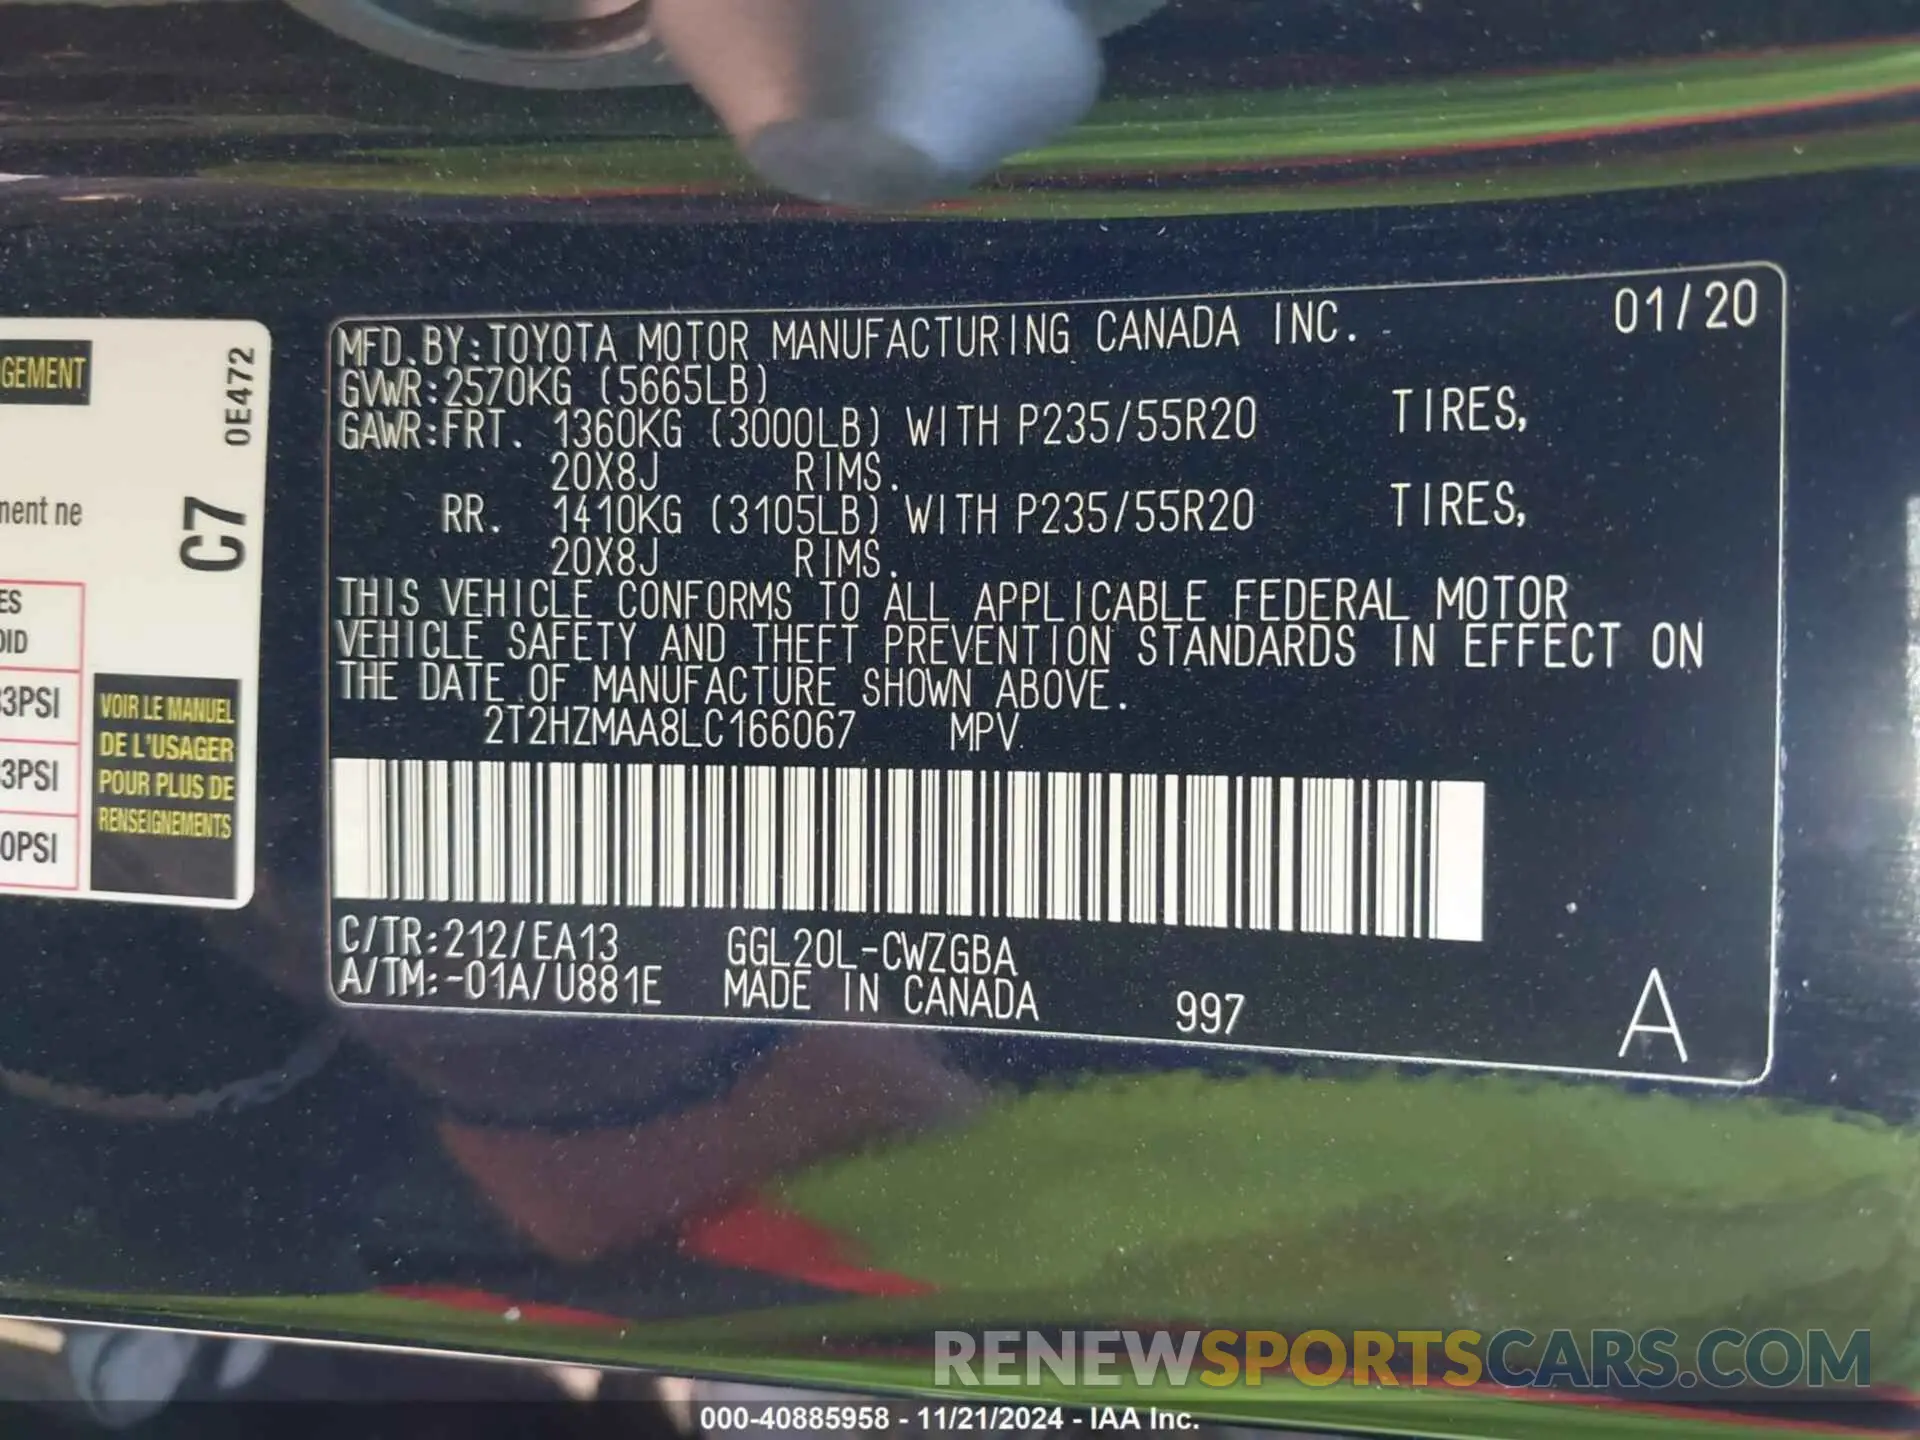 GEMENT
0E472
C7
ment ne
ES
OID
3PSI
3PSI
0PSI
VOIR LE MANUEL
DE L'USAGER
POUR PLUS DE
RENSEIGNEMENTS
MFD.BY:TOYOTA MOTOR MANUFACTURING CANADA INC. 01/20
GVWR:2570KG (5665LB)
GAWR:FRT. 1360KG (3000LB) WITH P235/55R20 TIRES,
20X8J RIMS.
RR. 1410KG (3105LB) WITH P235/55R20 TIRES,
20X8J RIMS.
THIS VEHICLE CONFORMS TO ALL APPLICABLE FEDERAL MOTOR
VEHICLE SAFETY AND THEFT PREVENTION STANDARDS IN EFFECT ON
THE DATE OF MANUFACTURE SHOWN ABOVE.
2T2HZMAA8LC166067 MPV
C/TR:212/EA13 GGL20L-CWZGBA
A/TM:-01A/U881E MADE IN CANADA 997
A
RENEWSPORTSCARS.COM
000-40885958 - 11/21/2024 - IAA Inc.